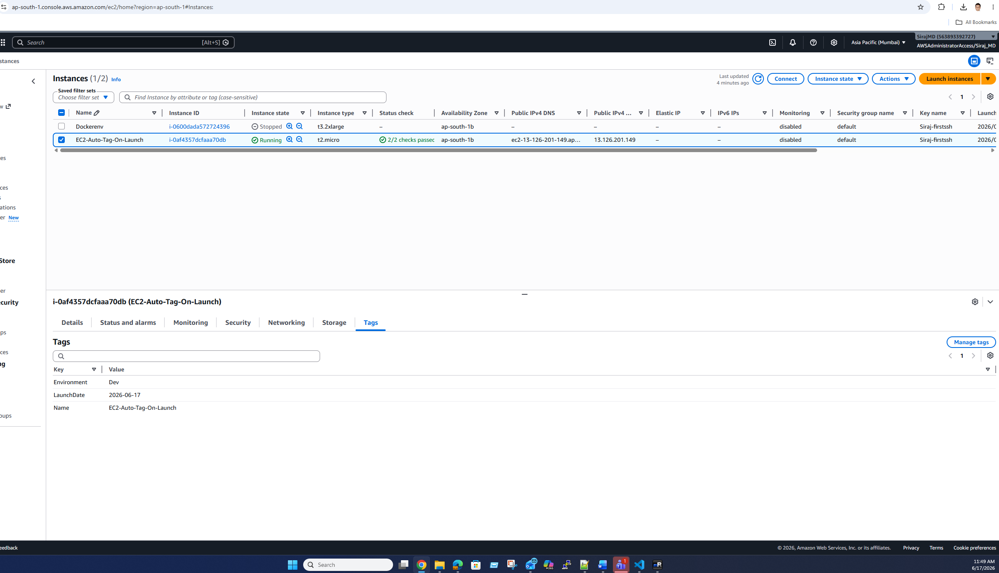 ap-south-1.console.aws.amazon.com/ec2/home?region=ap-south-1#Instances:
All Bookmarks
Search [Alt+S]
Asia Pacific (Mumbai)
SirajMD (563893392727)
AWSAdministratorAccess/Siraj_MD
stances
Instances (1/2) Info
Last updated
4 minutes ago
Connect
Instance state
Actions
Launch instances
Saved filter sets
Choose filter set
Find Instance by attribute or tag (case-sensitive)
1
Name Instance ID Instance state Instance type Status check Availability Zone Public IPv4 DNS Public IPv4 ... Elastic IP IPv6 IPs Monitoring Security group name Key name Launch
Dockerenv i-0600dada572724396 Stopped t3.2xlarge – ap-south-1b – – – – disabled default Siraj-firstssh 2026/0
EC2-Auto-Tag-On-Launch i-0af4357dcfaaa70db Running t2.micro 2/2 checks passed ap-south-1b ec2-13-126-201-149.ap... 13.126.201.149 – – disabled default Siraj-firstssh 2026/0
w
es
ces
s
ations
er New
Store
er
ecurity
ps
ces
ng
oups
i-0af4357dcfaaa70db (EC2-Auto-Tag-On-Launch)
Details
Status and alarms
Monitoring
Security
Networking
Storage
Tags
Tags
Manage tags
1
Key Value
Environment Dev
LaunchDate 2026-06-17
Name EC2-Auto-Tag-On-Launch
eedback
© 2026, Amazon Web Services, Inc. or its affiliates. Privacy Terms Cookie preferences
Search
M365
1
11:49 AM
6/17/2026